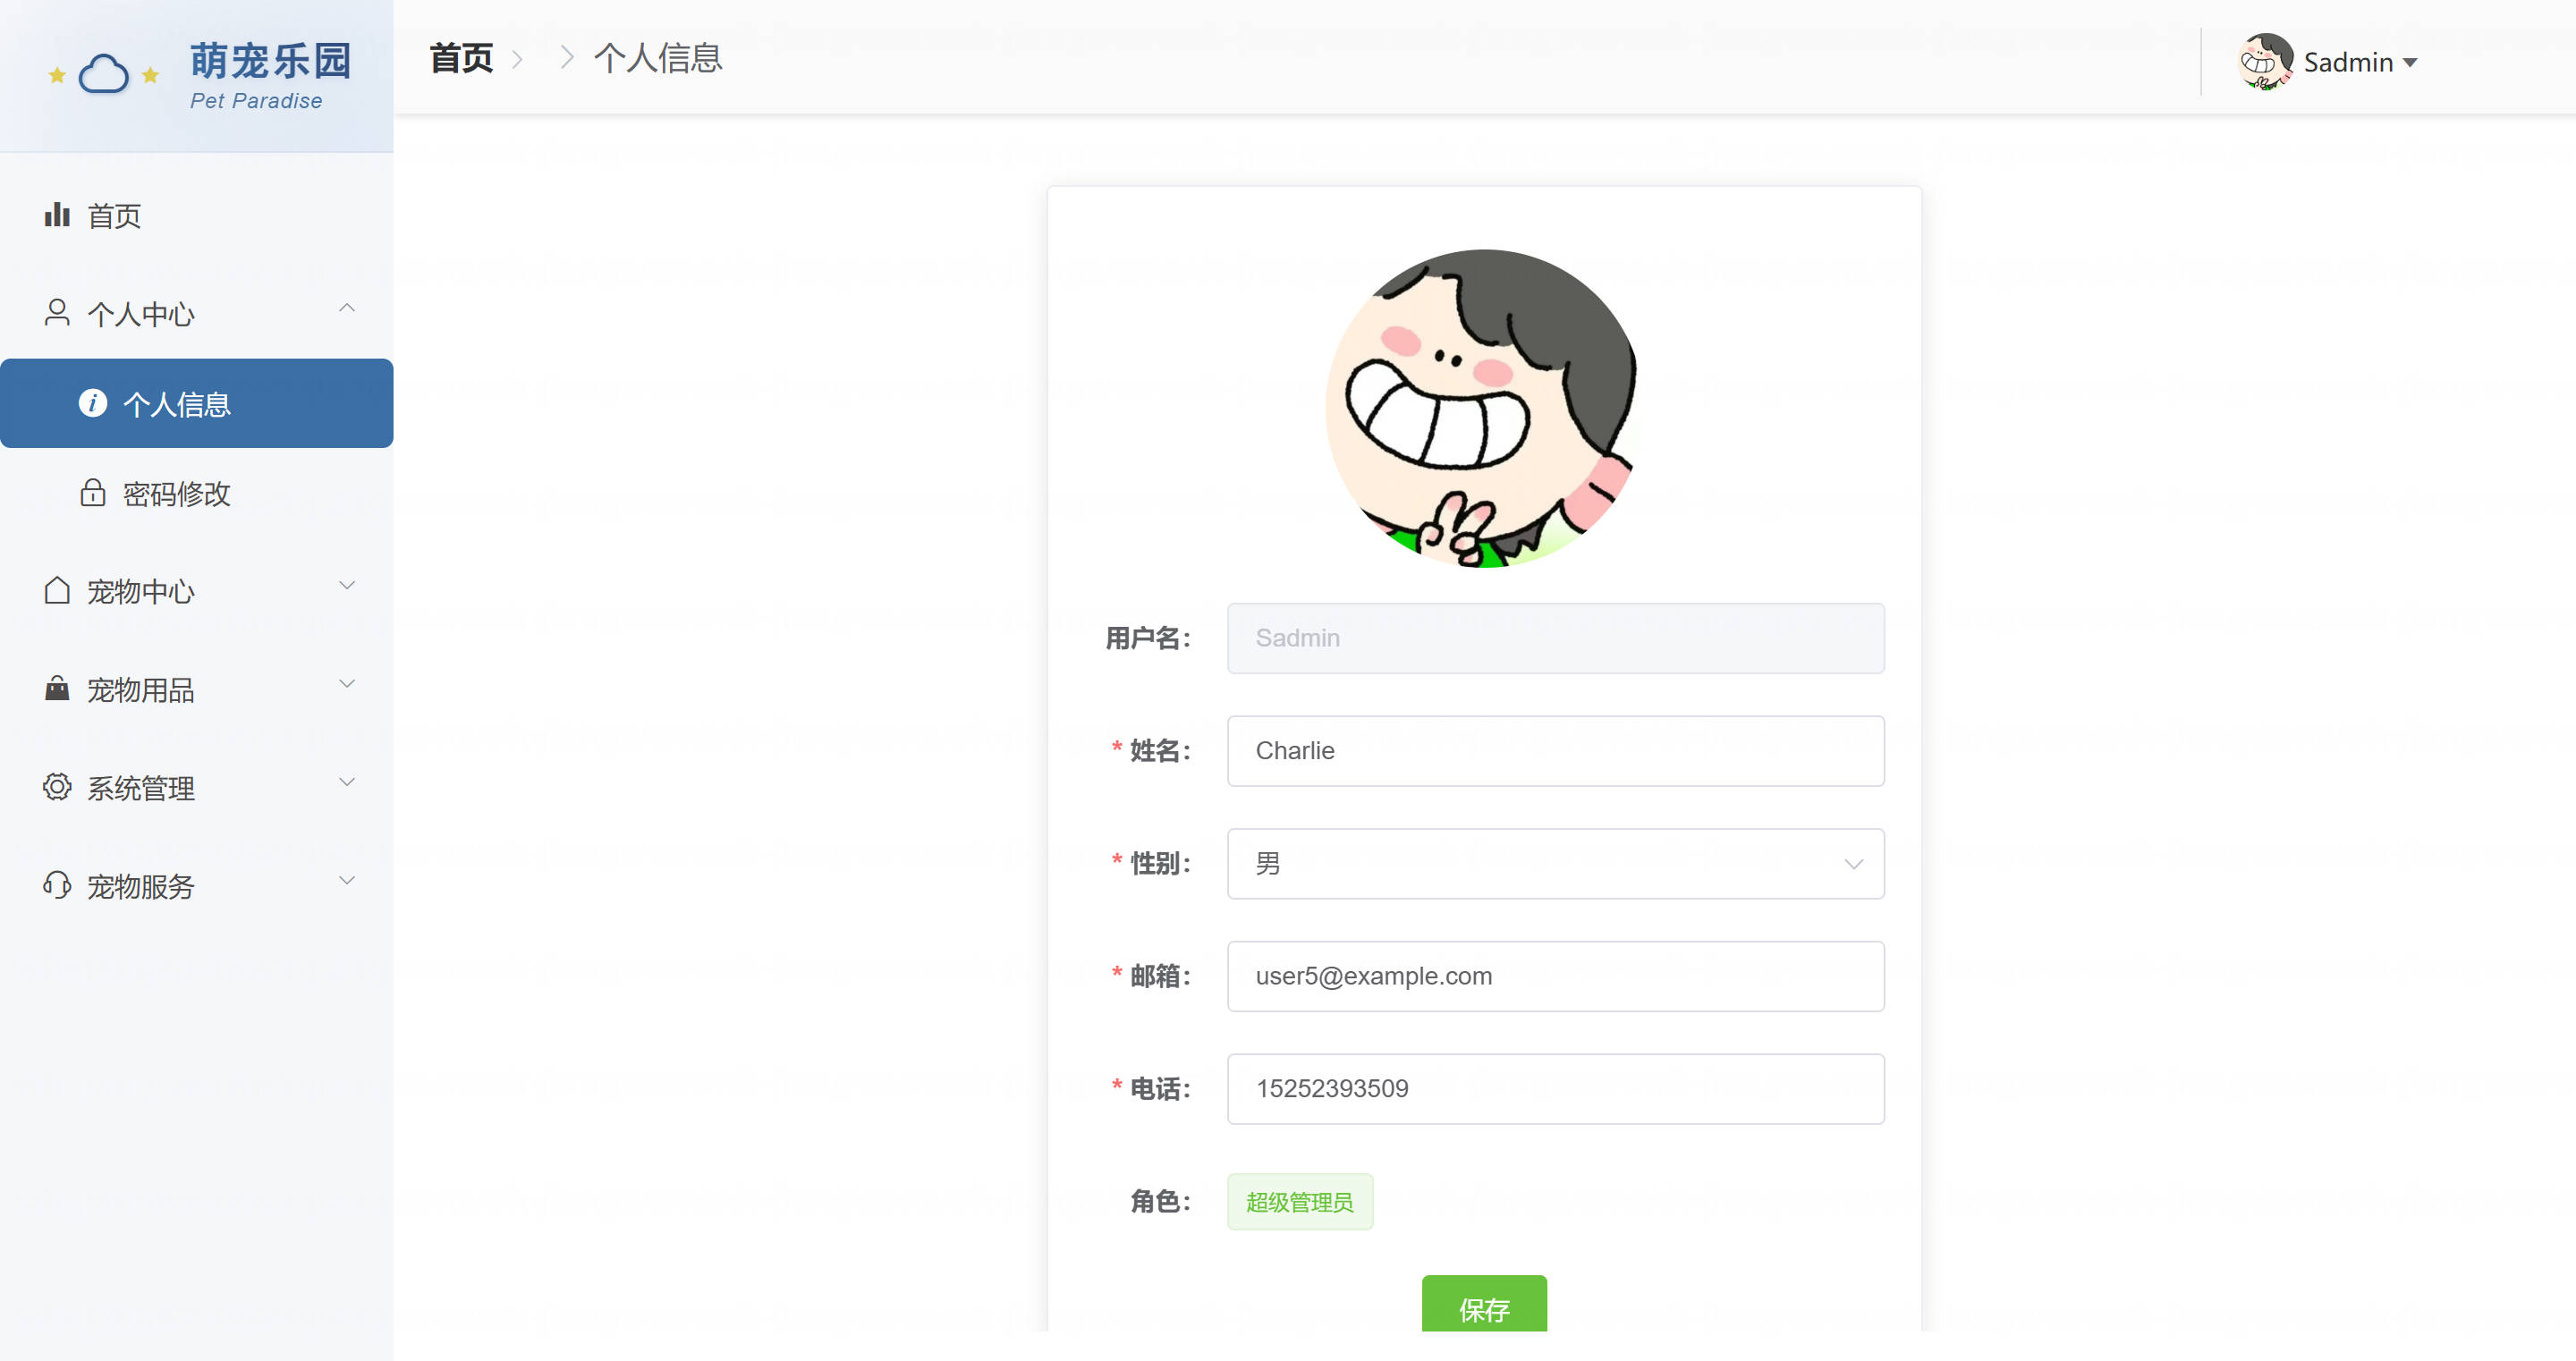 萌宠乐园
Pet Paradise
首页
个人中心
个人信息
密码修改
宠物中心
宠物用品
系统管理
宠物服务
首页 个人信息
Sadmin
用户名： Sadmin
* 姓名： Charlie
* 性别： 男
* 邮箱： user5@example.com
* 电话： 15252393509
角色： 超级管理员
保存